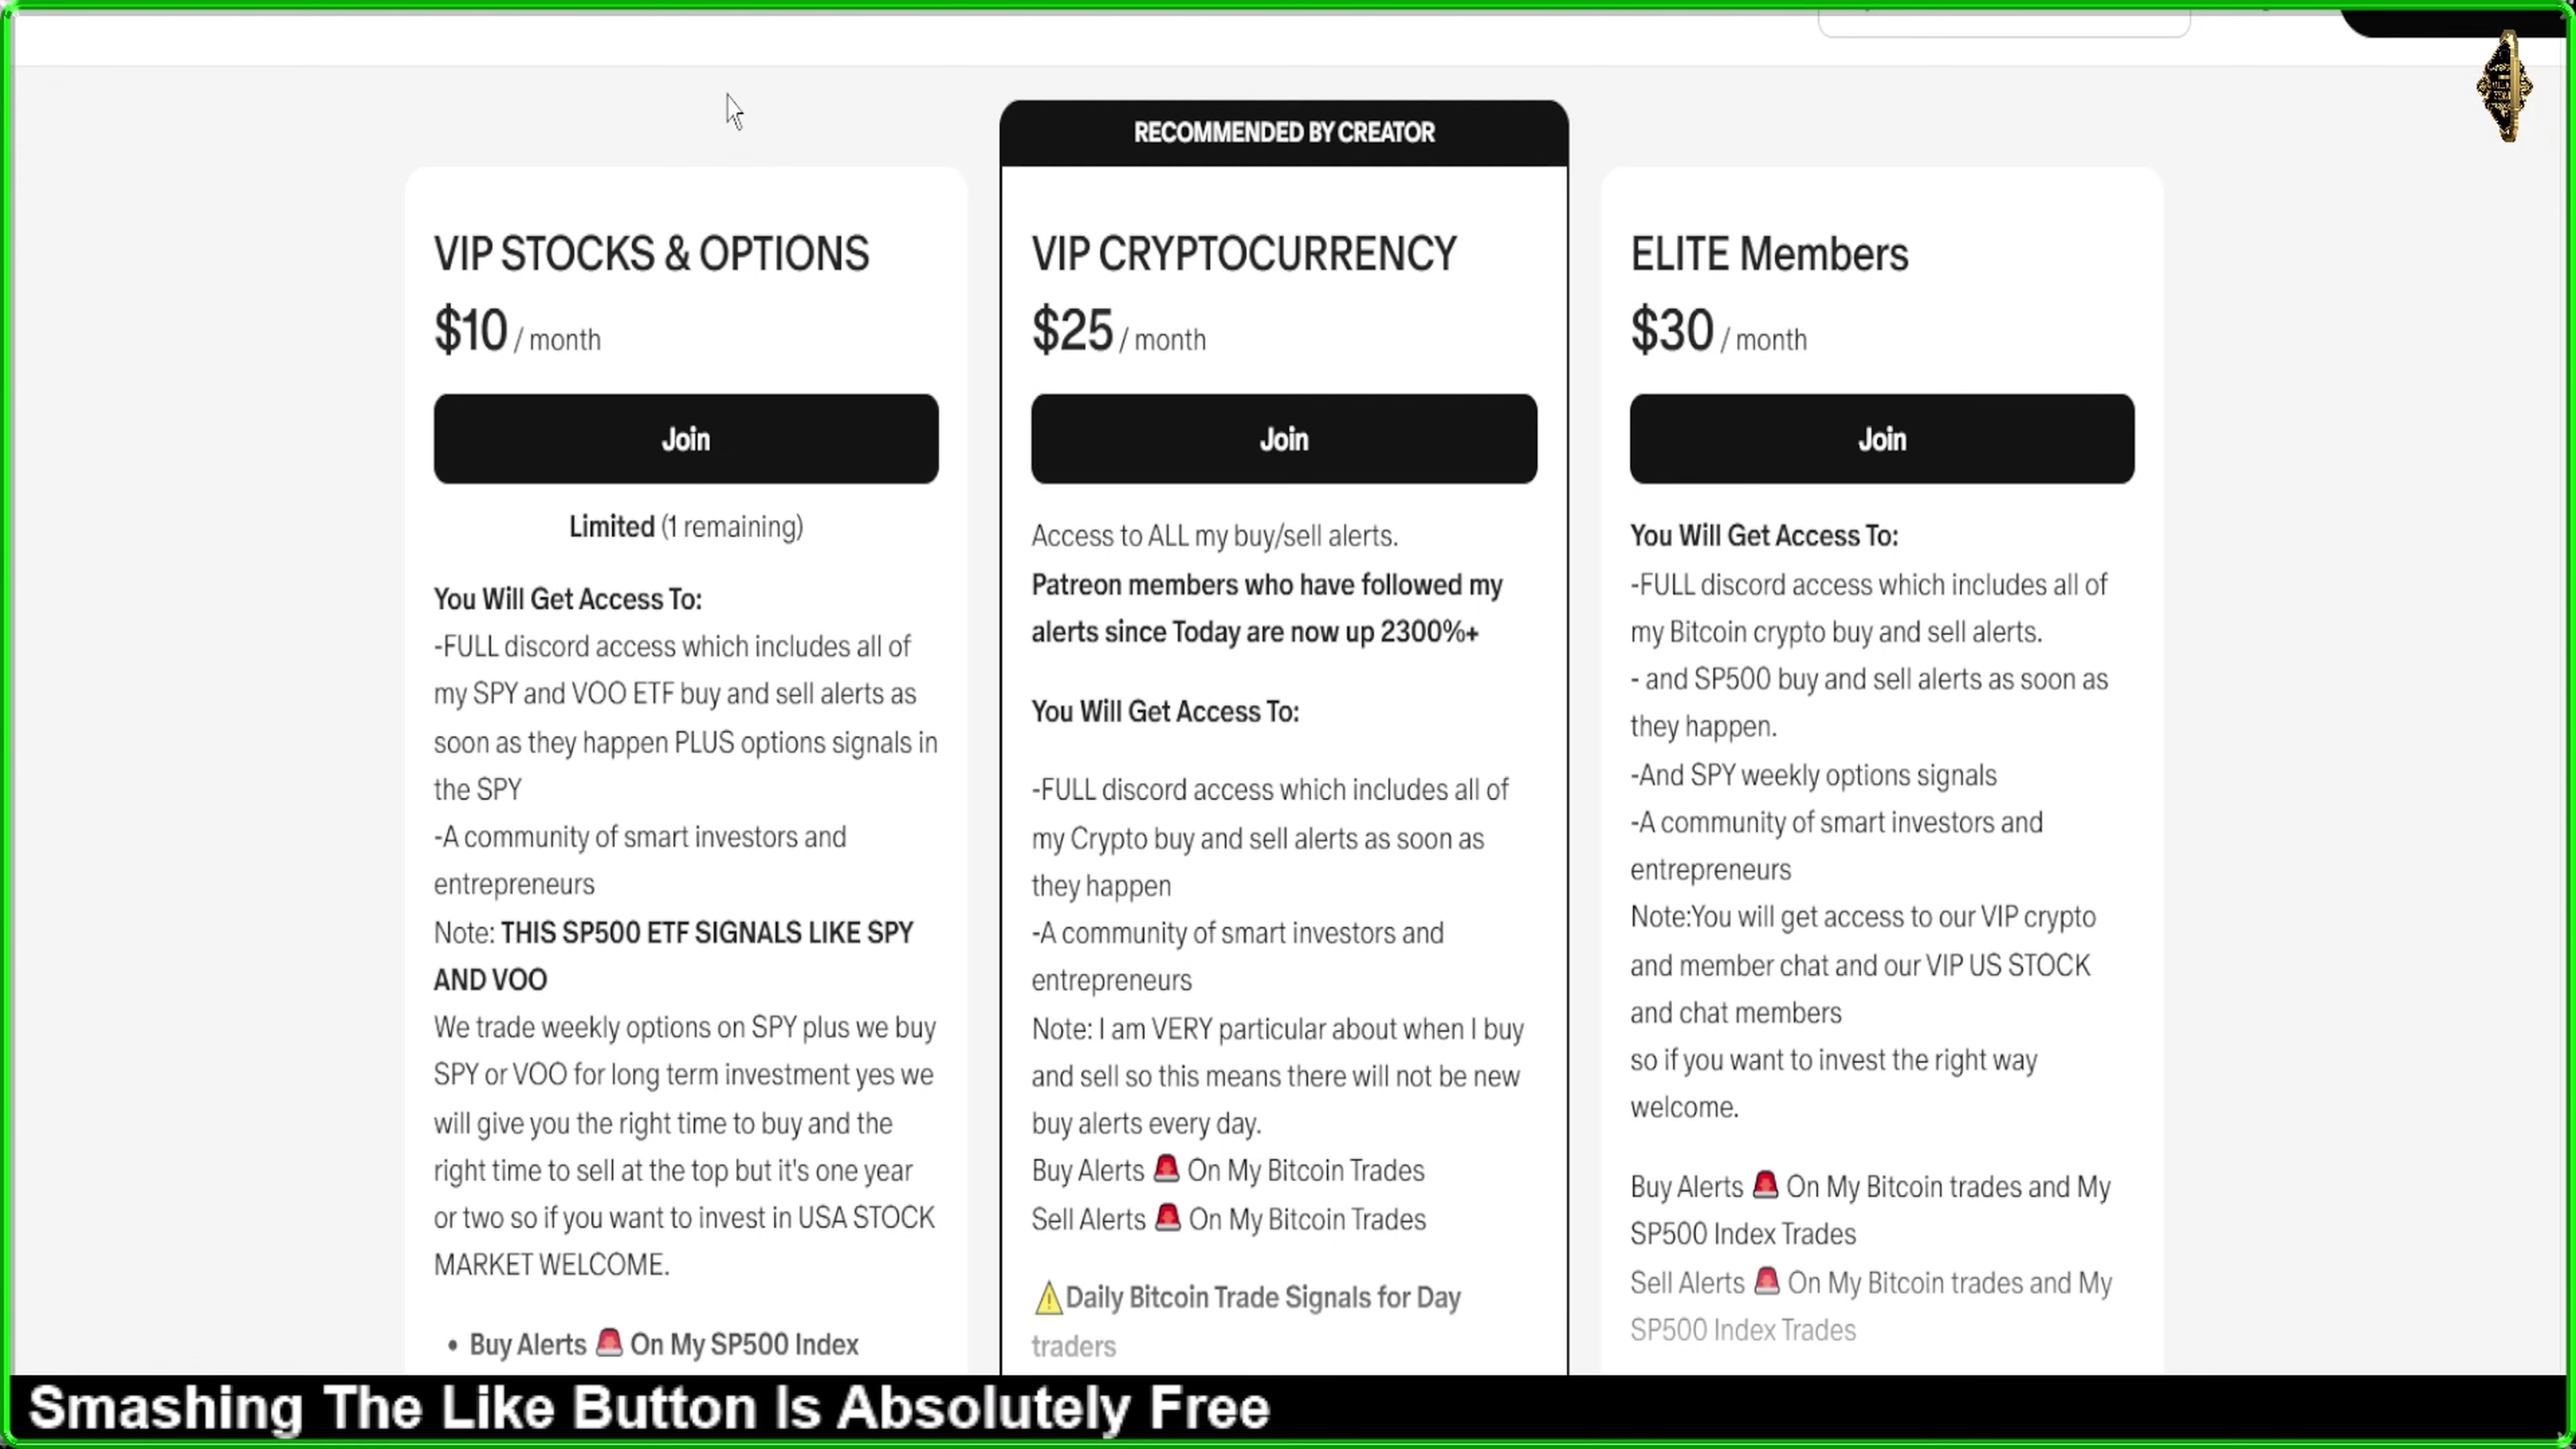 RECOMMENDED BY CREATOR
VIP STOCKS & OPTIONS
$10 / month
Join
Limited (1 remaining)
You Will Get Access To:
-FULL discord access which includes all of
my SPY and VOO ETF buy and sell alerts as
soon as they happen PLUS options signals in
the SPY
-A community of smart investors and
entrepreneurs
Note: THIS SP500 ETF SIGNALS LIKE SPY
AND VOO
We trade weekly options on SPY plus we buy
SPY or VOO for long term investment yes we
will give you the right time to buy and the
right time to sell at the top but it's one year
or two so if you want to invest in USA STOCK
MARKET WELCOME.
• Buy Alerts 🚨 On My SP500 Index
VIP CRYPTOCURRENCY
$25 / month
Join
Access to ALL my buy/sell alerts.
Patreon members who have followed my
alerts since Today are now up 2300%+
You Will Get Access To:
-FULL discord access which includes all of
my Crypto buy and sell alerts as soon as
they happen
-A community of smart investors and
entrepreneurs
Note: I am VERY particular about when I buy
and sell so this means there will not be new
buy alerts every day.
Buy Alerts 🚨 On My Bitcoin Trades
Sell Alerts 🚨 On My Bitcoin Trades
⚠️Daily Bitcoin Trade Signals for Day
traders
ELITE Members
$30 / month
Join
You Will Get Access To:
-FULL discord access which includes all of
my Bitcoin crypto buy and sell alerts.
- and SP500 buy and sell alerts as soon as
they happen.
-And SPY weekly options signals
-A community of smart investors and
entrepreneurs
Note:You will get access to our VIP crypto
and member chat and our VIP US STOCK
and chat members
so if you want to invest the right way
welcome.
Buy Alerts 🚨 On My Bitcoin trades and My
SP500 Index Trades
Sell Alerts 🚨 On My Bitcoin trades and My
SP500 Index Trades
Smashing The Like Button Is Absolutely Free